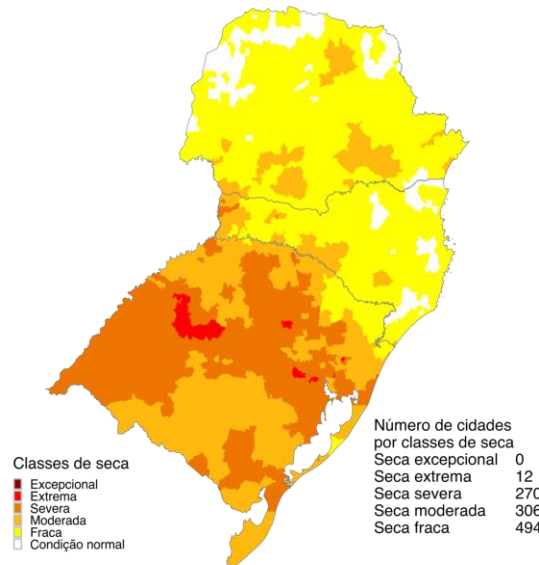 Classes de seca
Excepcional
Extrema
Severa
Moderada
Fraca
Condição normal
Número de cidades
por classes de seca
Seca excepcional 0
Seca extrema 12
Seca severa 270
Seca moderada 306
Seca fraca 494